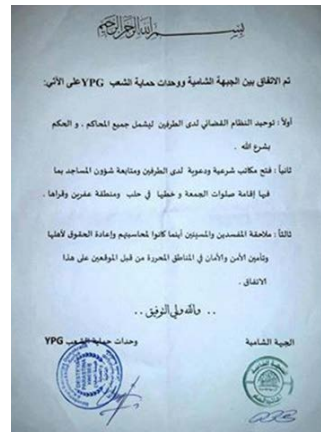 بسم الله الرحمن الرحيم
تم الاتفاق بين الجبهة الشامية ووحدات حماية الشعب YPG على الآتي:
أولاً : توحيد النظام القضائي لدى الطرفين ليشمل جميع المحاكم ، و الحكم
بشرع الله .
ثانياً : فتح مكاتب شرعية ودعوية لدى الطرفين ومتابعة شؤون المساجد بما
فيها إقامة صلوات الجمعة و خطبها في حلب ومنطقة عفرين وقراها .
ثالثاً : ملاحقة المفسدين والمسيئين أينما كانوا لمحاسبتهم وإعادة الحقوق لأهلها
وتأمين الأمن والأمان في المناطق المحررة من قبل الموقعين على هذا
الاتفاق .
.. والله ولي التوفيق ..
الجبهة الشامية
وحدات حماية الشعب YPG